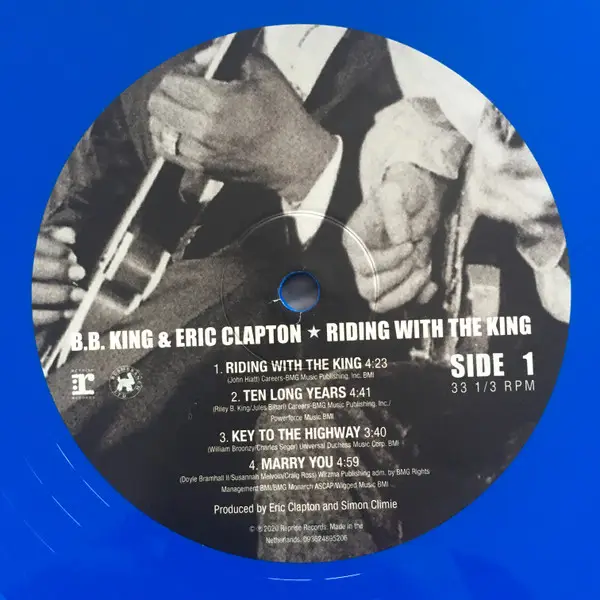 B.B. KING & ERIC CLAPTON ★ RIDING WITH THE KING
REPRISE
RECORDS
SIDE 1
33 1/3 RPM
1. RIDING WITH THE KING 4:23
(John Hiatt) Careers-BMG Music Publishing, Inc. BMI
2. TEN LONG YEARS 4:41
(Riley B. King/Jules Bihari) Careers-BMG Music Publishing, Inc./
Powerforce Music BMI
3. KEY TO THE HIGHWAY 3:40
(William Broonzy/Charles Segar) Universal Duchess Music Corp. BMI
4. MARRY YOU 4:59
(Doyle Bramhall II/Susannah Melvoin/Craig Ross) Wirzma Publishing adm. by BMG Rights
Management BMI/BMG Monarch ASCAP/Wigged Music BMI
Produced by Eric Clapton and Simon Climie
© ℗ 2020 Reprise Records. Made in the
Netherlands. 093624895206